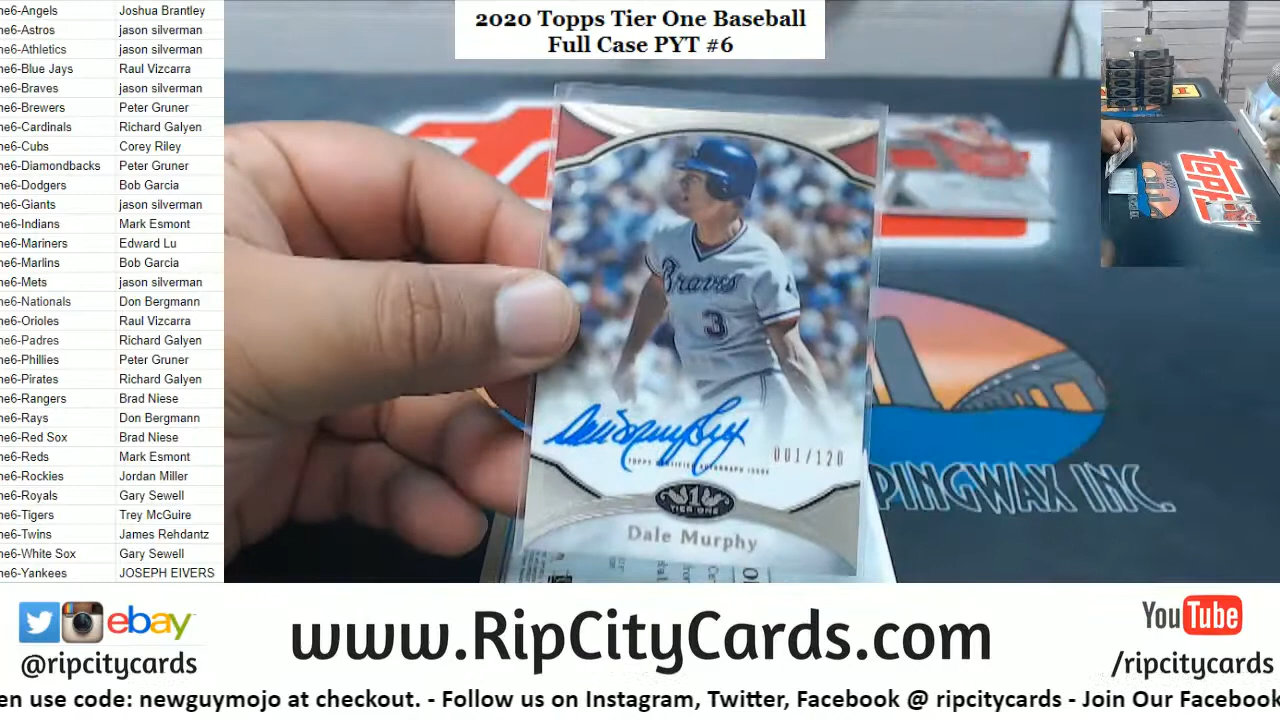 2020 Topps Tier One Baseball
Full Case PYT #6
ne6-Angels Joshua Brantley
ne6-Astros jason silverman
ne6-Athletics jason silverman
ne6-Blue Jays Raul Vizcarra
ne6-Braves jason silverman
ne6-Brewers Peter Gruner
ne6-Cardinals Richard Galyen
ne6-Cubs Corey Riley
ne6-Diamondbacks Peter Gruner
ne6-Dodgers Bob Garcia
ne6-Giants jason silverman
ne6-Indians Mark Esmont
ne6-Mariners Edward Lu
ne6-Marlins Bob Garcia
ne6-Mets jason silverman
ne6-Nationals Don Bergmann
ne6-Orioles Raul Vizcarra
ne6-Padres Richard Galyen
ne6-Phillies Peter Gruner
ne6-Pirates Richard Galyen
ne6-Rangers Brad Niese
ne6-Rays Don Bergmann
ne6-Red Sox Brad Niese
ne6-Reds Mark Esmont
ne6-Rockies Jordan Miller
ne6-Royals Gary Sewell
ne6-Tigers Trey McGuire
ne6-Twins James Rehdantz
ne6-White Sox Gary Sewell
ne6-Yankees JOSEPH EIVERS
Braves
3
001/120
TOPPS CERTIFIED AUTOGRAPH ISSUE
1
TIER ONE
Dale Murphy
PINGWAX INC.
TOPPS
ebay
@ripcitycards
www.RipCityCards.com
YouTube
/ripcitycards
en use code: newguymojo at checkout. - Follow us on Instagram, Twitter, Facebook @ ripcitycards - Join Our Facebook